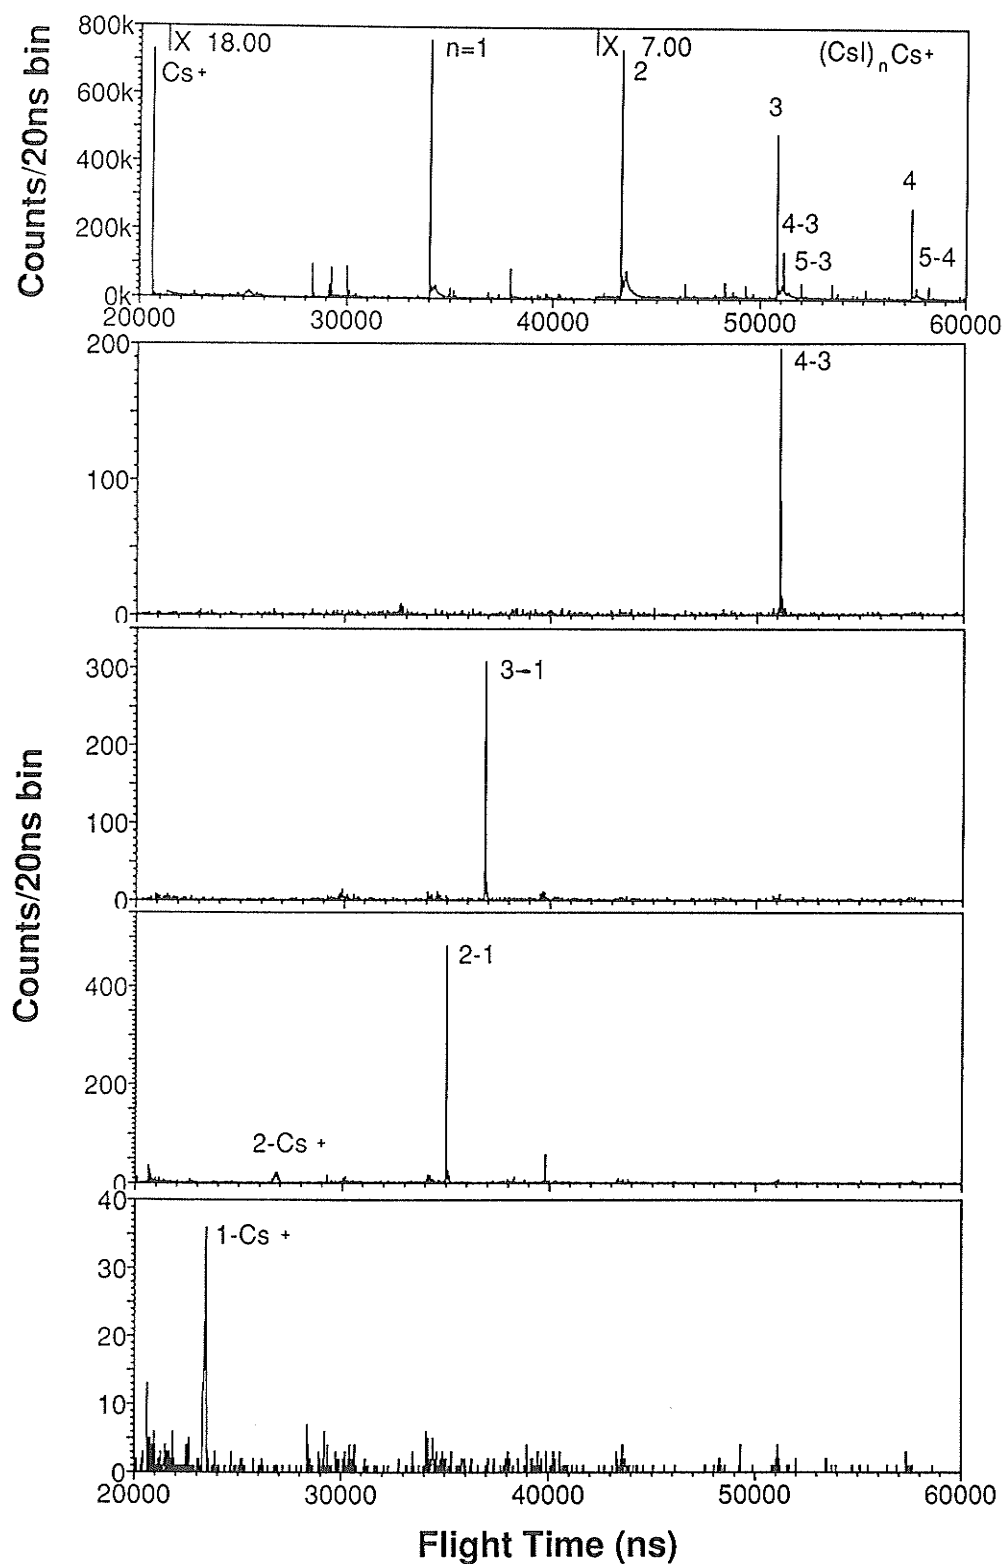 800k
|X 18.00
n=1
|X 7.00
(CsI)nCs+
Cs+
2
600k
3
400k
4
200k
4-3
5-3
5-4
0k
20000
30000
40000
50000
60000
Counts/20ns bin
200
4-3
100
0
300
3-1
200
100
0
Counts/20ns bin
400
2-1
200
2-Cs +
0
40
1-Cs +
30
20
10
0
20000
30000
40000
50000
60000
Flight Time (ns)